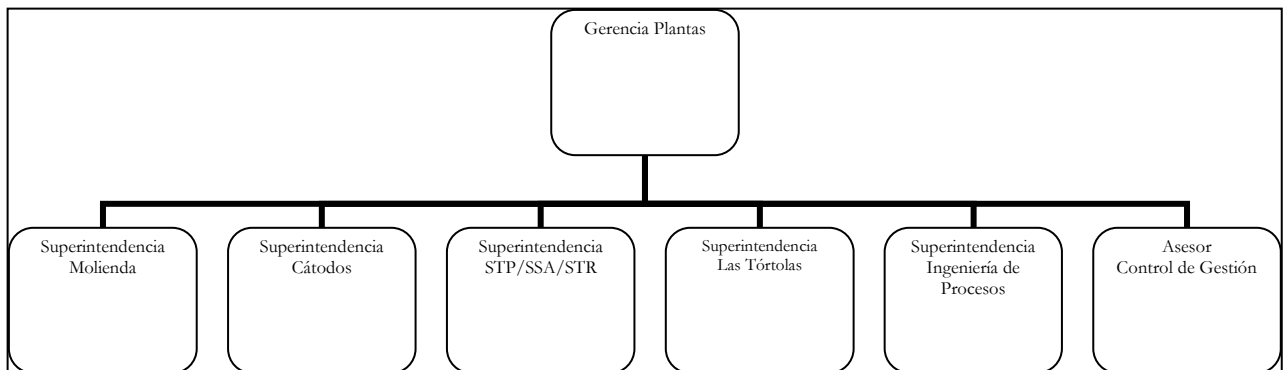 Gerencia Plantas
Superintendencia
Molienda
Superintendencia
Cátodos
Superintendencia
STP/SSA/STR
Superintendencia
Las Tórtolas
Superintendencia
Ingeniería de
Procesos
Asesor
Control de Gestión